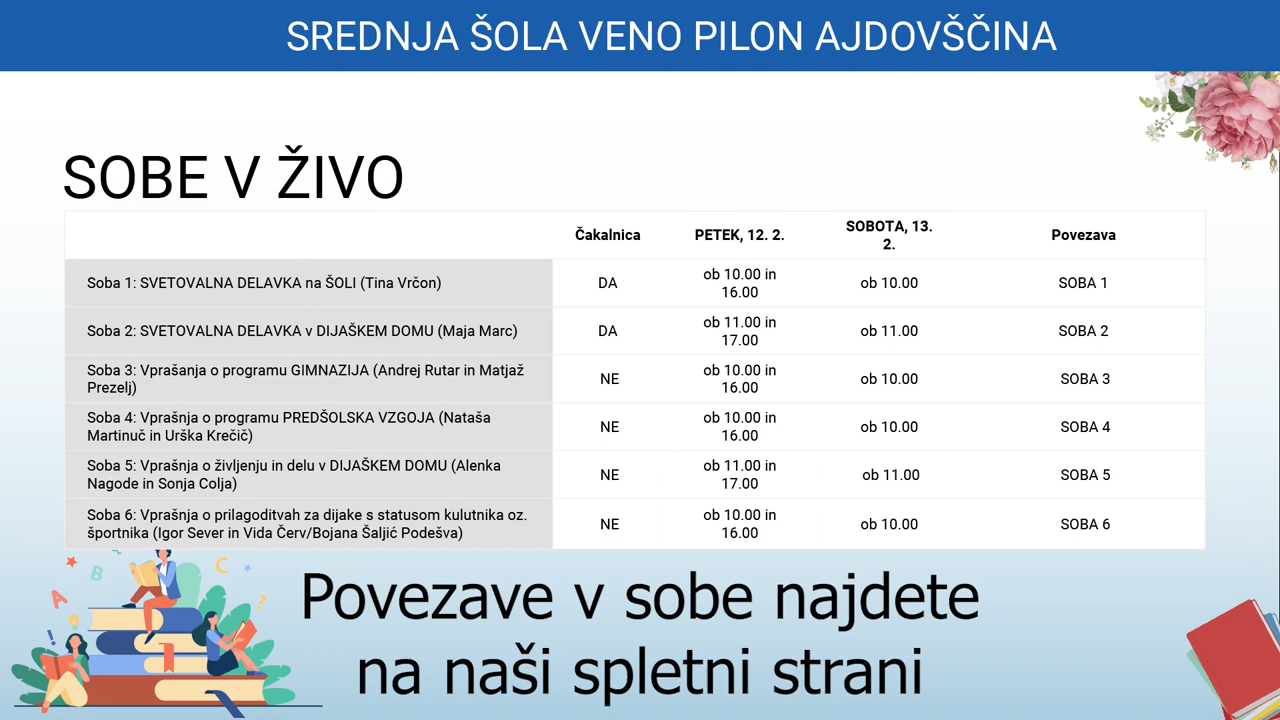 SREDNJA ŠOLA VENO PILON AJDOVŠČINA
SOBE V ŽIVO
Čakalnica
PETEK, 12. 2.
SOBOTA, 13.
2.
Povezava
Soba 1: SVETOVALNA DELAVKA na ŠOLI (Tina Vrčon)
DA
ob 10.00 in
16.00
ob 10.00
SOBA 1
Soba 2: SVETOVALNA DELAVKA v DIJAŠKEM DOMU (Maja Marc)
DA
ob 11.00 in
17.00
ob 11.00
SOBA 2
Soba 3: Vprašanja o programu GIMNAZIJA (Andrej Rutar in Matjaž
Prezelj)
NE
ob 10.00 in
16.00
ob 10.00
SOBA 3
Soba 4: Vprašnja o programu PREDŠOLSKA VZGOJA (Nataša
Martinuč in Urška Krečič)
NE
ob 10.00 in
16.00
ob 10.00
SOBA 4
Soba 5: Vprašnja o življenju in delu v DIJAŠKEM DOMU (Alenka
Nagode in Sonja Colja)
NE
ob 11.00 in
17.00
ob 11.00
SOBA 5
Soba 6: Vprašnja o prilagoditvah za dijake s statusom kulutnika oz.
športnika (Igor Sever in Vida Červ/Bojana Šaljić Podešva)
NE
ob 10.00 in
16.00
ob 10.00
SOBA 6
A
B
C
?
!
Povezave v sobe najdete
na naši spletni strani